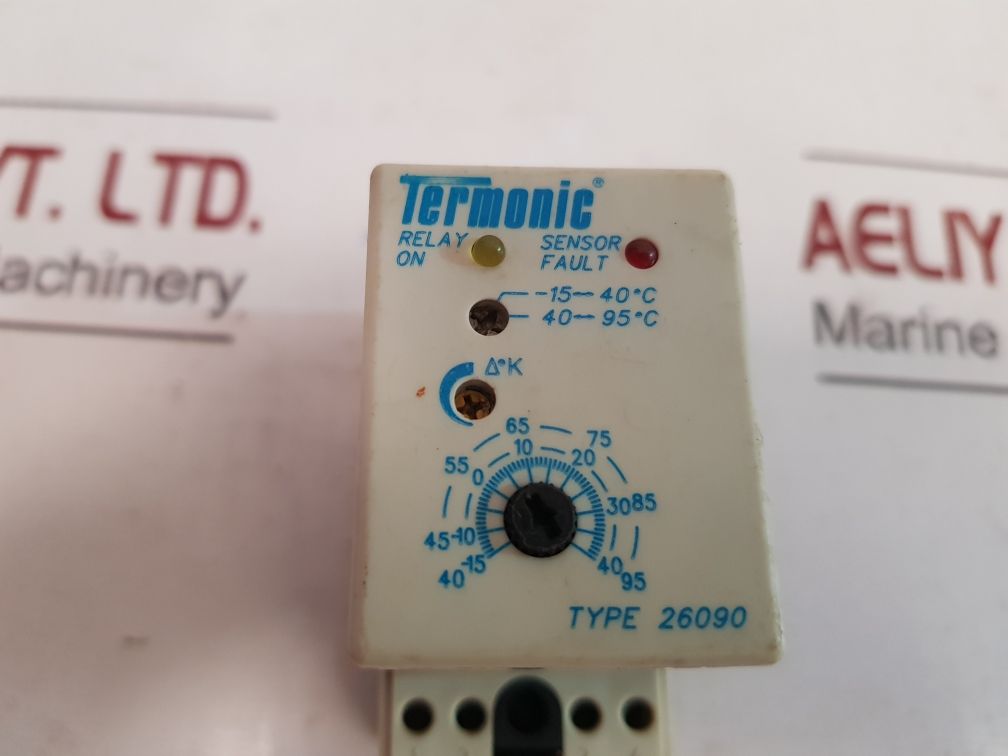 YT. LTD.
achinery
AELIY
Marine
Termonic®
RELAY ON
SENSOR FAULT
-15—40°C
40—95°C
Δ°K
65
75
10
20
55
0
30 85
45 -10
40 -15
40 95
TYPE 26090